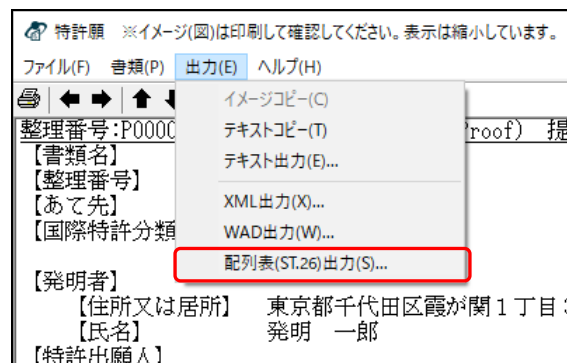 特許願 ※イメージ(図)は印刷して確認してください。表示は縮小しています。
ファイル(F) 書類(P) 出力(E) ヘルプ(H)
イメージコピー(C)
テキストコピー(T)
テキスト出力(E)...
XML出力(X)...
WAD出力(W)...
配列表(ST.26)出力(S)...
整理番号:P000 Proof) 提
【書類名】
【整理番号】
【あて先】
【国際特許分類
【発明者】
【住所又は居所】 東京都千代田区霞が関1丁目3
【氏名】 発明 一郎
【特許出願人】